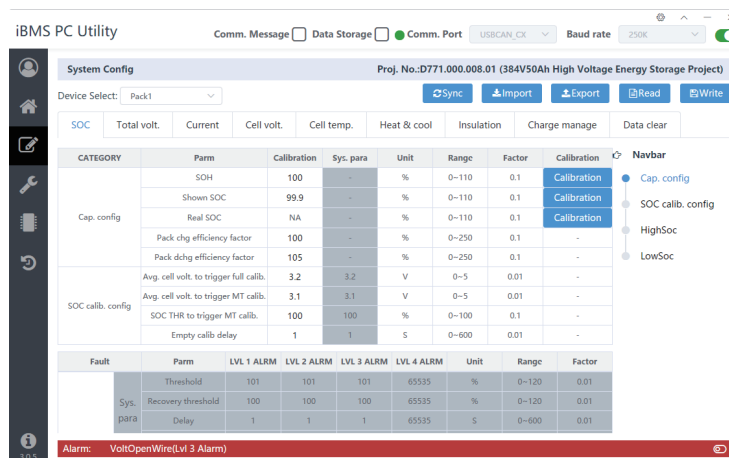 iBMS PC Utility
Comm. Message Data Storage Comm. Port USBCAN_CX Baud rate 250K
System Config Proj. No.:D771.000.008.01 (384V50Ah High Voltage Energy Storage Project)
Device Select: Pack1 Sync Import Export Read Write
SOC Total volt. Current Cell volt. Cell temp. Heat & cool Insulation Charge manage Data clear
CATEGORY Parm Calibration Sys. para Unit Range Factor Calibration Navbar
SOH 100 - % 0~110 0.1 Calibration Cap. config
Shown SOC 99.9 - % 0~110 0.1 Calibration SOC calib. config
Cap. config Real SOC NA - % 0~110 0.1 Calibration HighSoc
Pack chg efficiency factor 100 - % 0~250 0.1 -
Pack dchg efficiency factor 105 - % 0~250 0.1 - LowSoc
Avg. cell volt. to trigger full calib. 3.2 3.2 V 0~5 0.01 -
Avg. cell volt. to trigger MT calib. 3.1 3.1 V 0~5 0.01 -
SOC calib. config
SOC THR to trigger MT calib. 100 100 % 0~100 0.1 -
Empty calib delay 1 1 S 0~600 0.01 -
Fault Parm LVL 1 ALRM LVL 2 ALRM LVL 3 ALRM LVL 4 ALRM Unit Range Factor
Threshold 101 101 101 65535 % 0~120 0.01
Sys. para Recovery threshold 100 100 100 65535 % 0~120 0.01
Delay 1 1 1 65535 S 0~600 0.01
Alarm: VoltOpenWire(Lvl 3 Alarm)
3.0.5